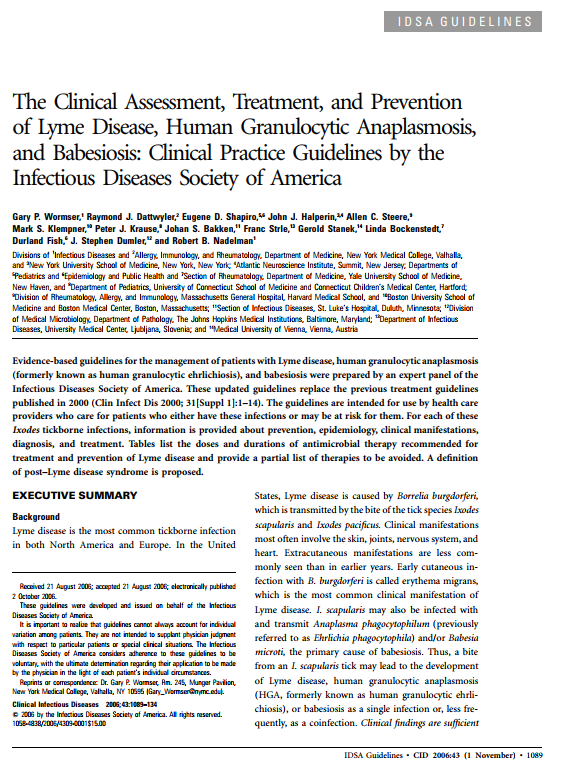 IDSA GUIDELINES
The Clinical Assessment, Treatment, and Prevention
of Lyme Disease, Human Granulocytic Anaplasmosis,
and Babesiosis: Clinical Practice Guidelines by the
Infectious Diseases Society of America
Gary P. Wormser,1 Raymond J. Dattwyler,2 Eugene D. Shapiro,5,6 John J. Halperin,3,4 Allen C. Steere,9
Mark S. Klempner,10 Peter J. Krause,8 Johan S. Bakken,11 Franc Strle,13 Gerold Stanek,14 Linda Bockenstedt,7
Durland Fish,6 J. Stephen Dumler,12 and Robert B. Nadelman1
Divisions of 1Infectious Diseases and 2Allergy, Immunology, and Rheumatology, Department of Medicine, New York Medical College, Valhalla,
and 3New York University School of Medicine, New York, New York; 4Atlantic Neuroscience Institute, Summit, New Jersey; Departments of
5Pediatrics and 6Epidemiology and Public Health and 7Section of Rheumatology, Department of Medicine, Yale University School of Medicine,
New Haven, and 8Department of Pediatrics, University of Connecticut School of Medicine and Connecticut Children's Medical Center, Hartford;
9Division of Rheumatology, Allergy, and Immunology, Massachusetts General Hospital, Harvard Medical School, and 10Boston University School of
Medicine and Boston Medical Center, Boston, Massachusetts; 11Section of Infectious Diseases, St. Luke's Hospital, Duluth, Minnesota; 12Division
of Medical Microbiology, Department of Pathology, The Johns Hopkins Medical Institutions, Baltimore, Maryland; 13Department of Infectious
Diseases, University Medical Center, Ljubljana, Slovenia; and 14Medical University of Vienna, Vienna, Austria
Evidence-based guidelines for the management of patients with Lyme disease, human granulocytic anaplasmosis
(formerly known as human granulocytic ehrlichiosis), and babesiosis were prepared by an expert panel of the
Infectious Diseases Society of America. These updated guidelines replace the previous treatment guidelines
published in 2000 (Clin Infect Dis 2000; 31[Suppl 1]:1–14). The guidelines are intended for use by health care
providers who care for patients who either have these infections or may be at risk for them. For each of these
Ixodes tickborne infections, information is provided about prevention, epidemiology, clinical manifestations,
diagnosis, and treatment. Tables list the doses and durations of antimicrobial therapy recommended for
treatment and prevention of Lyme disease and provide a partial list of therapies to be avoided. A definition
of post–Lyme disease syndrome is proposed.
EXECUTIVE SUMMARY
Background
Lyme disease is the most common tickborne infection
in both North America and Europe. In the United
Received 21 August 2006; accepted 21 August 2006; electronically published
2 October 2006.
These guidelines were developed and issued on behalf of the Infectious
Diseases Society of America.
It is important to realize that guidelines cannot always account for individual
variation among patients. They are not intended to supplant physician judgment
with respect to particular patients or special clinical situations. The Infectious
Diseases Society of America considers adherence to these guidelines to be
voluntary, with the ultimate determination regarding their application to be made
by the physician in the light of each patient's individual circumstances.
Reprints or correspondence: Dr. Gary P. Wormser, Rm. 245, Munger Pavilion,
New York Medical College, Valhalla, NY 10595 (Gary_Wormser@nymc.edu).
Clinical Infectious Diseases 2006;43:1089–134
© 2006 by the Infectious Diseases Society of America. All rights reserved.
1058-4838/2006/4309-0001$15.00
States, Lyme disease is caused by Borrelia burgdorferi,
which is transmitted by the bite of the tick species Ixodes
scapularis and Ixodes pacificus. Clinical manifestations
most often involve the skin, joints, nervous system, and
heart. Extracutaneous manifestations are less com-
monly seen than in earlier years. Early cutaneous in-
fection with B. burgdorferi is called erythema migrans,
which is the most common clinical manifestation of
Lyme disease. I. scapularis may also be infected with
and transmit Anaplasma phagocytophilum (previously
referred to as Ehrlichia phagocytophila) and/or Babesia
microti, the primary cause of babesiosis. Thus, a bite
from an I. scapularis tick may lead to the development
of Lyme disease, human granulocytic anaplasmosis
(HGA, formerly known as human granulocytic ehrli-
chiosis), or babesiosis as a single infection or, less fre-
quently, as a coinfection. Clinical findings are sufficient
IDSA Guidelines • CID 2006:43 (1 November) • 1089